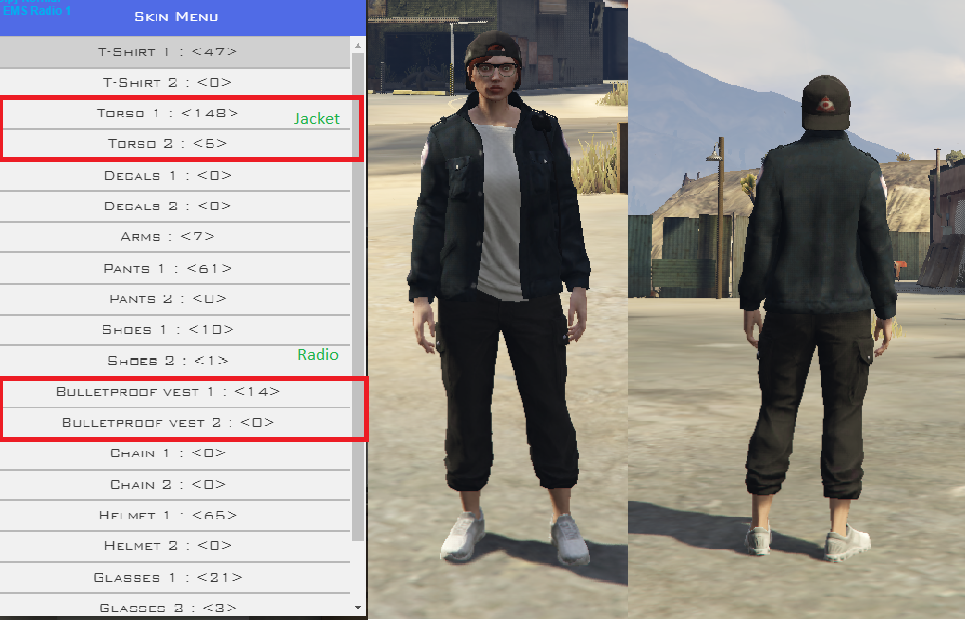 EMS Radio 1
Skin Menu
T-Shirt 1 : <47>
T-Shirt 2 : <0>
Torso 1 : <148>
Jacket
Torso 2 : <5>
Decals 1 : <0>
Decals 2 : <0>
Arms : <7>
Pants 1 : <61>
Pants 2 : <0>
Shoes 1 : <10>
Shoes 2 : <1>
Radio
Bulletproof vest 1 : <14>
Bulletproof vest 2 : <0>
Chain 1 : <0>
Chain 2 : <0>
Helmet 1 : <65>
Helmet 2 : <0>
Glasses 1 : <21>
Glasses 2 : <3>